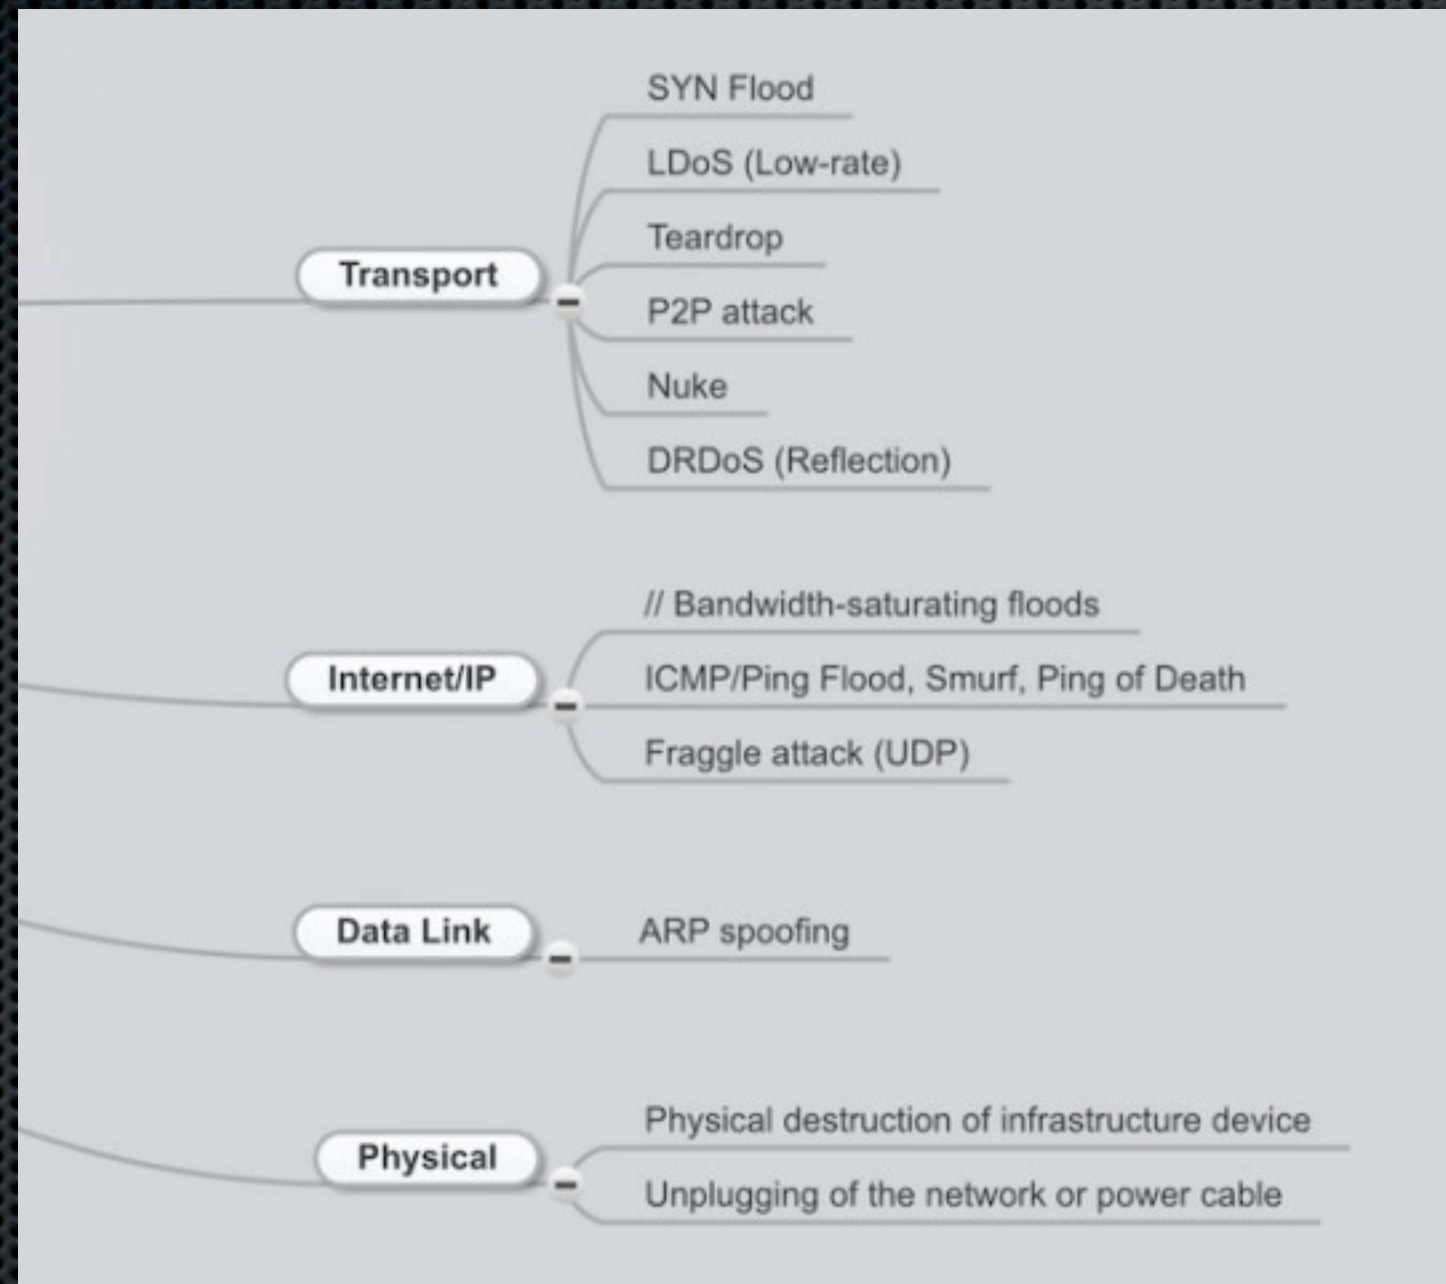 Transport
SYN Flood
LDoS (Low-rate)
Teardrop
P2P attack
Nuke
DRDoS (Reflection)
Internet/IP
// Bandwidth-saturating floods
ICMP/Ping Flood, Smurf, Ping of Death
Fraggle attack (UDP)
Data Link
ARP spoofing
Physical
Physical destruction of infrastructure device
Unplugging of the network or power cable